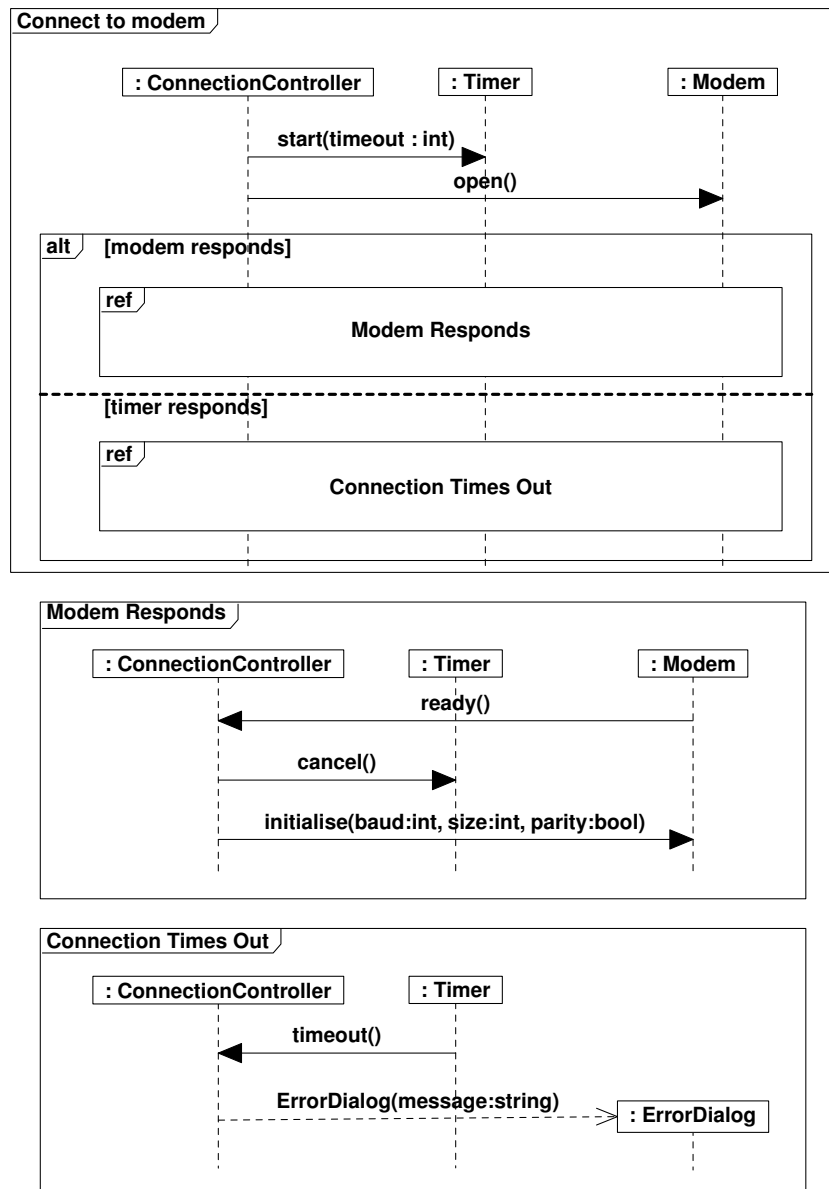 Connect to modem
: ConnectionController : Timer : Modem
start(timeout : int)
open()
alt [modem responds]
ref
Modem Responds
[timer responds]
ref
Connection Times Out
Modem Responds
: ConnectionController : Timer : Modem
ready()
cancel()
initialise(baud:int, size:int, parity:bool)
Connection Times Out
: ConnectionController : Timer
timeout()
ErrorDialog(message:string)
: ErrorDialog